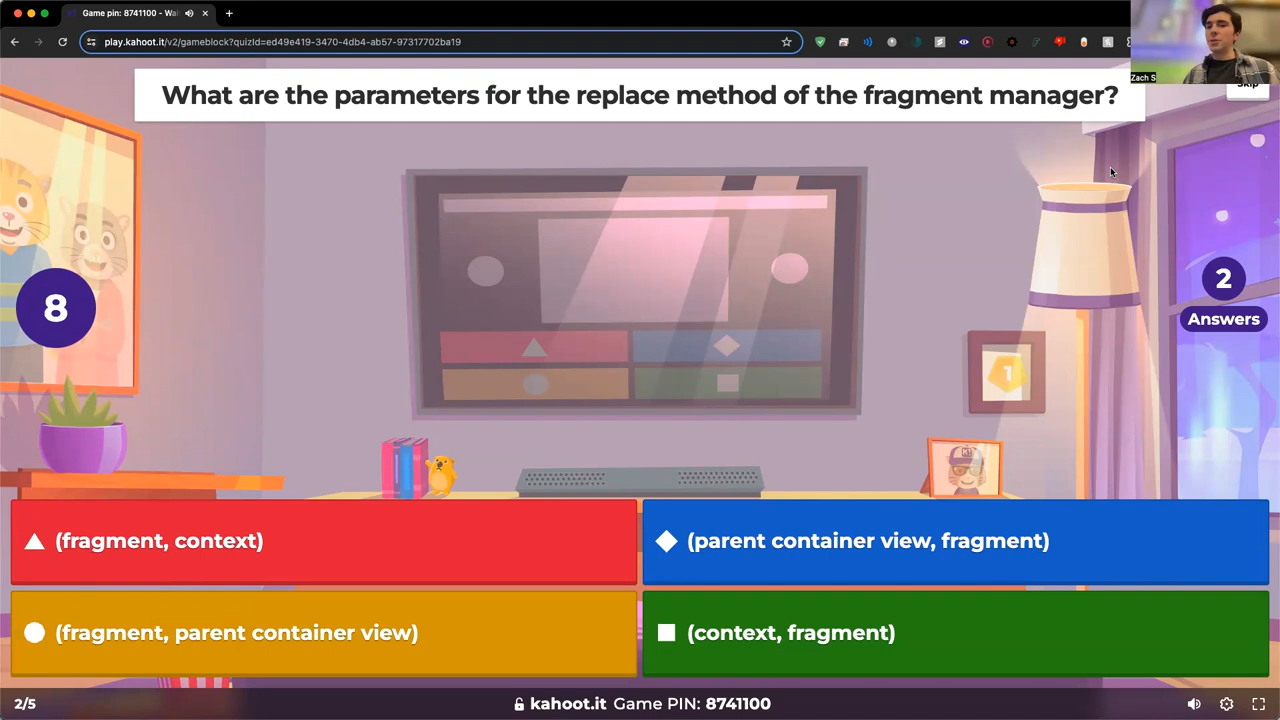 Game pin: 8741100 - Wai
play.kahoot.it/v2/gameblock?quizId=ed49e419-3470-4db4-ab57-97317702ba19
Zach S
What are the parameters for the replace method of the fragment manager?
Skip
8
2
Answers
1
(fragment, context)
(parent container view, fragment)
(fragment, parent container view)
(context, fragment)
2/5
kahoot.it Game PIN: 8741100